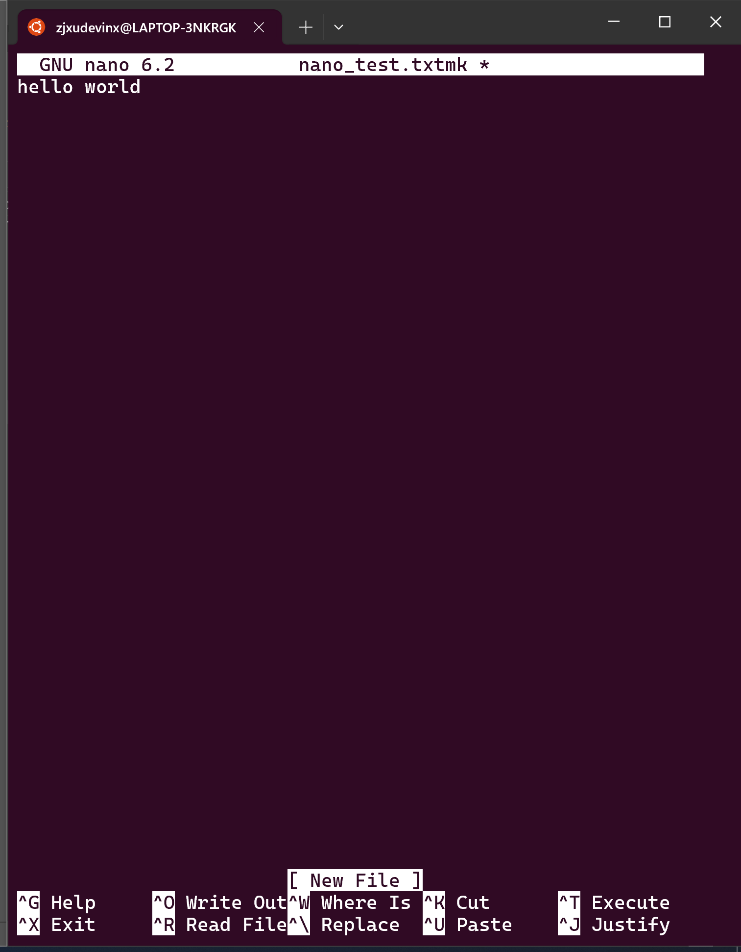 zjxudevinx@LAPTOP-3NKRGK
GNU nano 6.2 nano_test.txtmk *
hello world
[ New File ]
^G Help ^O Write Out ^W Where Is ^K Cut ^T Execute
^X Exit ^R Read File ^\ Replace ^U Paste ^J Justify